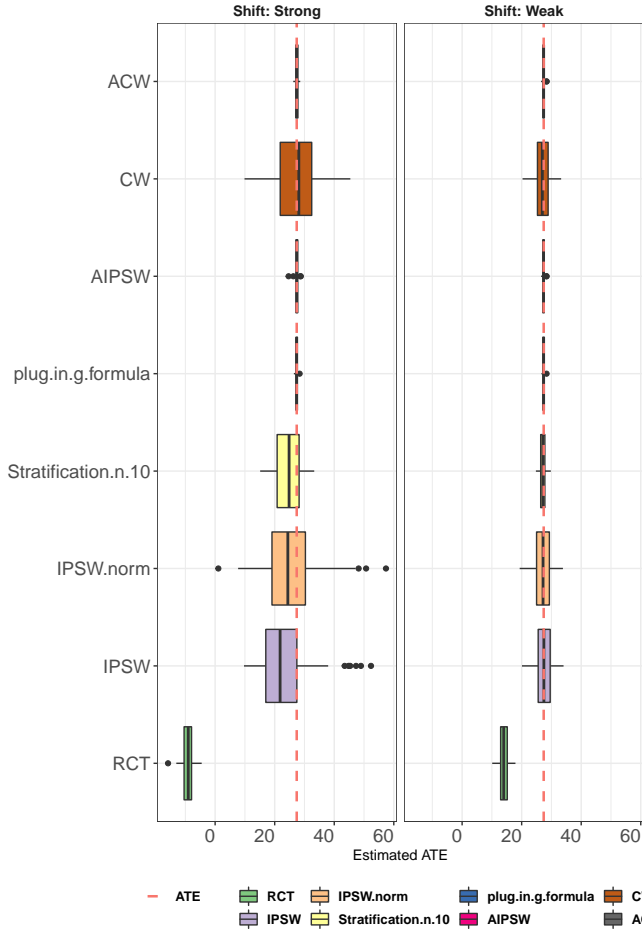 Shift: Strong Shift: Weak
ACW
CW
AIPSW
plug.in.g.formula
Stratification.n.10
IPSW.norm
IPSW
RCT
0 20 40 60 0 20 40 60
Estimated ATE
ATE RCT IPSW.norm plug.in.g.formula C
IPSW Stratification.n.10 AIPSW A